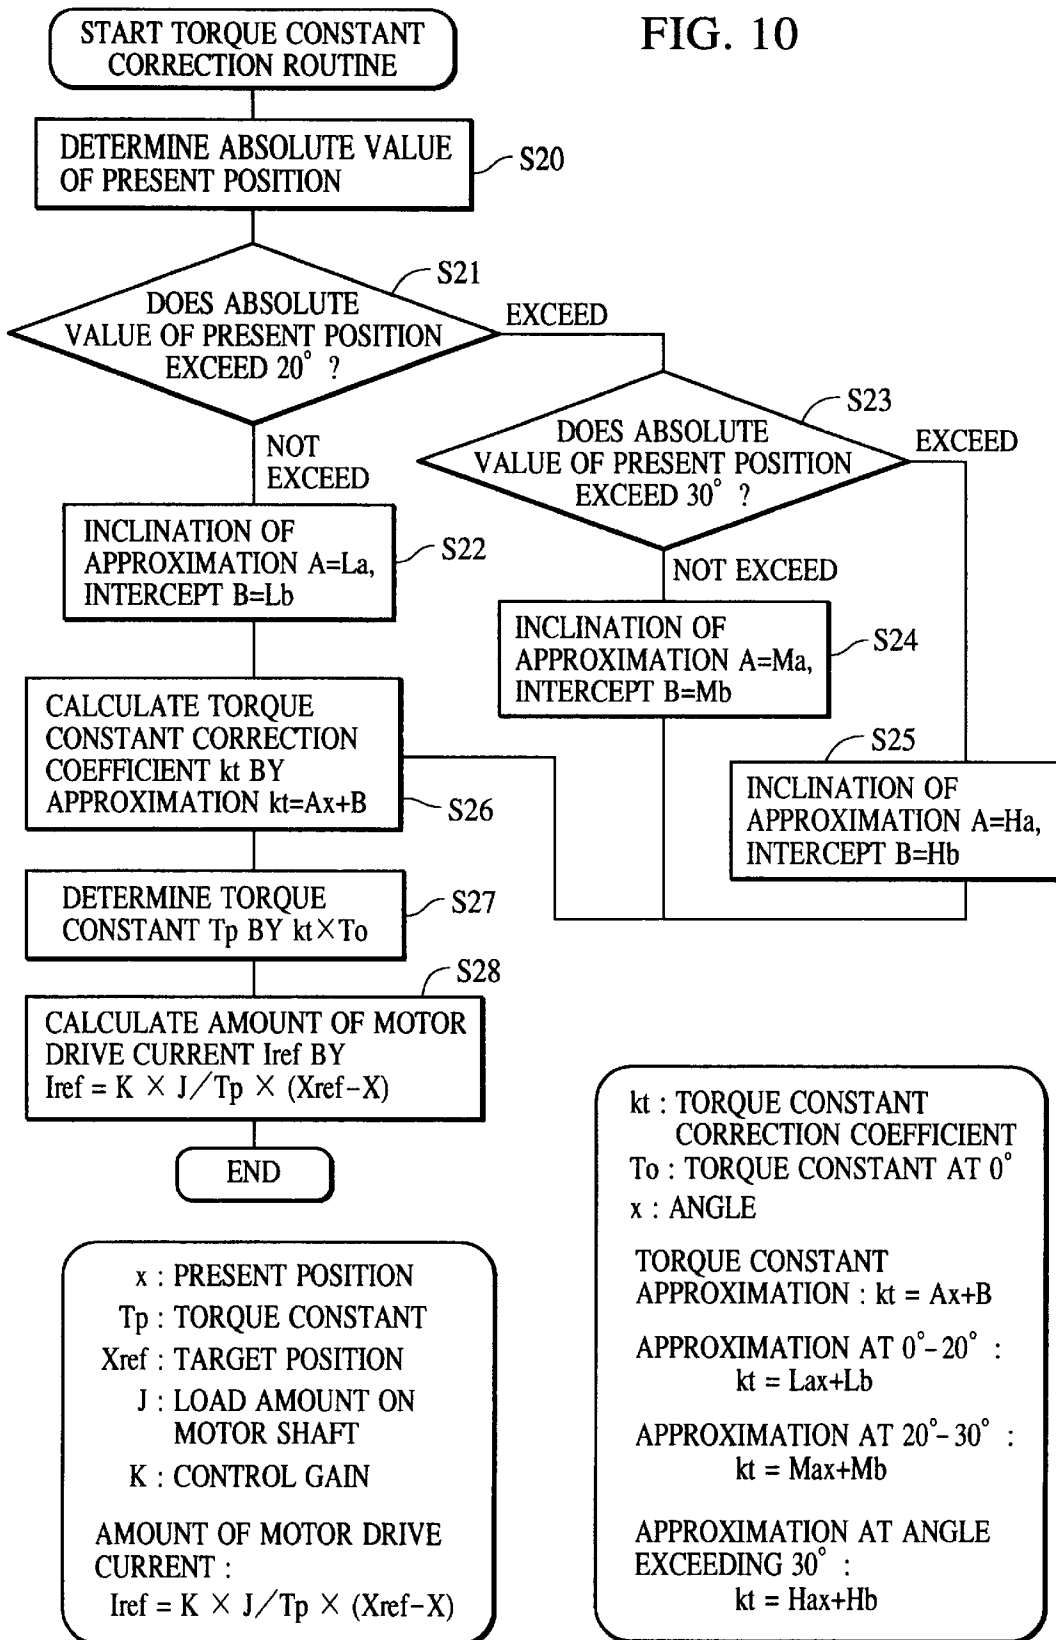 FIG. 10
START TORQUE CONSTANT
CORRECTION ROUTINE
DETERMINE ABSOLUTE VALUE
OF PRESENT POSITION
S20
S21
DOES ABSOLUTE
VALUE OF PRESENT POSITION
EXCEED 20° ?
EXCEED
NOT
EXCEED
S23
DOES ABSOLUTE
VALUE OF PRESENT POSITION
EXCEED 30° ?
EXCEED
NOT EXCEED
INCLINATION OF
APPROXIMATION A=La,
INTERCEPT B=Lb
S22
INCLINATION OF
APPROXIMATION A=Ma,
INTERCEPT B=Mb
S24
S25
INCLINATION OF
APPROXIMATION A=Ha,
INTERCEPT B=Hb
CALCULATE TORQUE
CONSTANT CORRECTION
COEFFICIENT kt BY
APPROXIMATION kt=Ax+B
S26
DETERMINE TORQUE
CONSTANT Tp BY kt×To
S27
S28
CALCULATE AMOUNT OF MOTOR
DRIVE CURRENT Iref BY
Iref = K × J/Tp × (Xref-X)
END
x : PRESENT POSITION
Tp : TORQUE CONSTANT
Xref : TARGET POSITION
J : LOAD AMOUNT ON
MOTOR SHAFT
K : CONTROL GAIN
AMOUNT OF MOTOR DRIVE
CURRENT :
Iref = K × J/Tp × (Xref-X)
kt : TORQUE CONSTANT
CORRECTION COEFFICIENT
To : TORQUE CONSTANT AT 0°
x : ANGLE
TORQUE CONSTANT
APPROXIMATION : kt = Ax+B
APPROXIMATION AT 0°-20° :
kt = Lax+Lb
APPROXIMATION AT 20°-30° :
kt = Max+Mb
APPROXIMATION AT ANGLE
EXCEEDING 30° :
kt = Hax+Hb